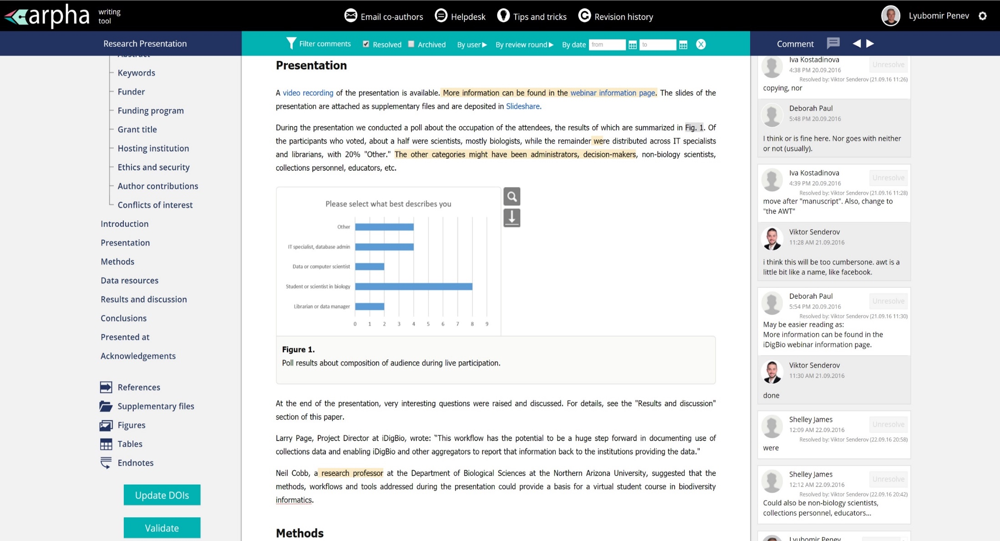 arpha writing tool
Email co-authors Helpdesk Tips and tricks Revision history
Lyubomir Penev
Research Presentation
Filter comments Resolved Archived By user By review round By date from to
Comment
Abstract
Keywords
Funder
Funding program
Grant title
Hosting institution
Ethics and security
Author contributions
Conflicts of interest
Introduction
Presentation
Methods
Data resources
Results and discussion
Conclusions
Presented at
Acknowledgements
References
Supplementary files
Figures
Tables
Endnotes
Update DOIs
Validate
Presentation
A video recording of the presentation is available. More information can be found in the webinar information page. The slides of the
presentation are attached as supplementary files and are deposited in Slideshare.
During the presentation we conducted a poll about the occupation of the attendees, the results of which are summarized in Fig. 1. Of
the participants who voted, about a half were scientists, mostly biologists, while the remainder were distributed across IT specialists
and librarians, with 20% "Other." The other categories might have been administrators, decision-makers, non-biology scientists,
collections personnel, educators, etc.
Please select what best describes you
Other
IT specialist, database admin
Data or computer scientist
Student or scientist in biology
Librarian or data manager
0 1 2 3 4 5 6 7 8 9
Figure 1.
Poll results about composition of audience during live participation.
At the end of the presentation, very interesting questions were raised and discussed. For details, see the "Results and discussion"
section of this paper.
Larry Page, Project Director at iDigBio, wrote: “This workflow has the potential to be a huge step forward in documenting use of
collections data and enabling iDigBio and other aggregators to report that information back to the institutions providing the data."
Neil Cobb, a research professor at the Department of Biological Sciences at the Northern Arizona University, suggested that the
methods, workflows and tools addressed during the presentation could provide a basis for a virtual student course in biodiversity
informatics.
Methods
Iva Kostadinova
4:38 PM 20.09.2016
Unresolve
Resolved by: Viktor Senderov (21.09.16 11:26)
copying, nor
Deborah Paul
5:48 PM 20.09.2016
I think or is fine here. Nor goes with neither
or not (usually).
Iva Kostadinova
4:39 PM 20.09.2016
Unresolve
Resolved by: Viktor Senderov (21.09.16 11:28)
move after "manuscript". Also, change to
"the AWT"
Viktor Senderov
11:28 AM 21.09.2016
i think this will be too cumbersone. awt is a
little bit like a name, like facebook.
Deborah Paul
5:54 PM 20.09.2016
Unresolve
Resolved by: Viktor Senderov (21.09.16 11:30)
May be easier reading as:
More information can be found in the
iDigBio webinar information page.
Viktor Senderov
11:30 AM 21.09.2016
done
Shelley James
12:09 AM 22.09.2016
Unresolve
Resolved by: Viktor Senderov (22.09.16 20:58)
were
Shelley James
12:12 AM 22.09.2016
Unresolve
Resolved by: Viktor Senderov (22.09.16 20:42)
Could also be non-biology scientists,
collections personnel, educators...
Lyubomir Penev